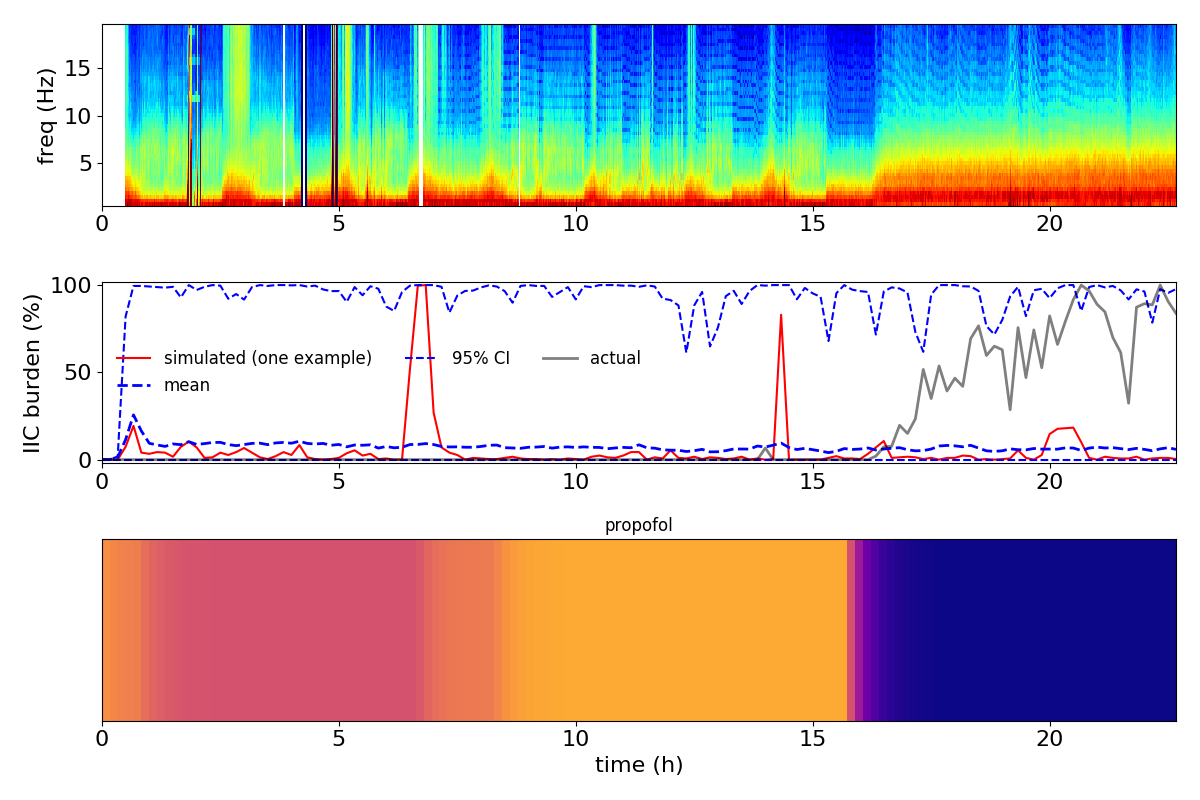 freq (Hz)
15
10
5
0 5 10 15 20
IIC burden (%)
100
50
0
simulated (one example) 95% CI actual
mean
0 5 10 15 20
propofol
0 5 10 15 20
time (h)